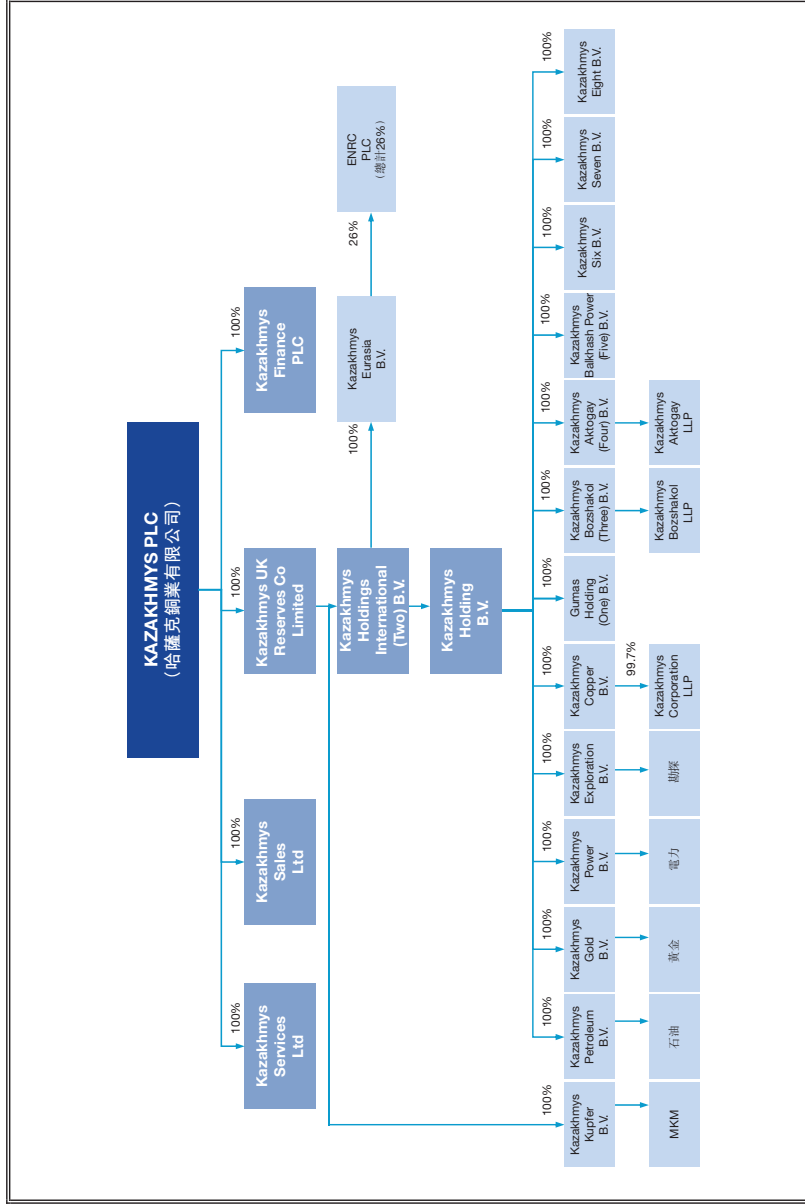 KAZAKHMYS PLC
(哈薩克銅業有限公司)
100%
100%
100%
100%
Kazakhmys
Services
Ltd
Kazakhmys
Sales
Ltd
KAZAKHMYS UK
Reserves Co
Limited
Kazakhmys
Finance
PLC
Kazakhmys
Holdings
International
(Two) B.V.
100%
Kazakhmys
Eurasia
B.V.
26%
ENRC
PLC
(總計26%)
Kazakhmys
Holding
B.V.
100%
100%
100%
100%
100%
100%
100%
100%
100%
100%
100%
100%
100%
Kazakhmys
Kupfer
B.V.
Kazakhmys
Petroleum
B.V.
Kazakhmys
Gold
B.V.
Kazakhmys
Power
B.V.
Kazakhmys
Exploration
B.V.
Kazakhmys
Copper
B.V.
Gumas
Holding
(One) B.V.
Kazakhmys
Bozshakol
(Three) B.V.
Kazakhmys
Aktogay
(Four) B.V.
Kazakhmys
Balkhash Power
(Five) B.V.
Kazakhmys
Six B.V.
Kazakhmys
Seven B.V.
Kazakhmys
Eight B.V.
99.7%
MKM
石油
黃金
電力
勘探
Kazakhmys
Corporation
LLP
Kazakhmys
Bozshakol
LLP
Kazakhmys
Aktogay
LLP